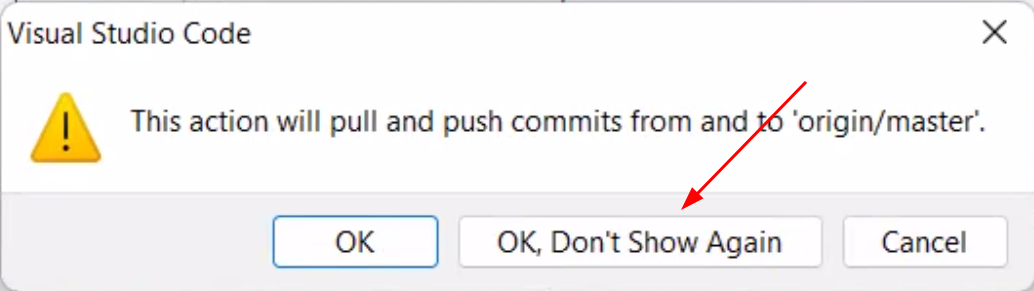 Visual Studio Code
This action will pull and push commits from and to 'origin/master'.
OK
OK, Don't Show Again
Cancel